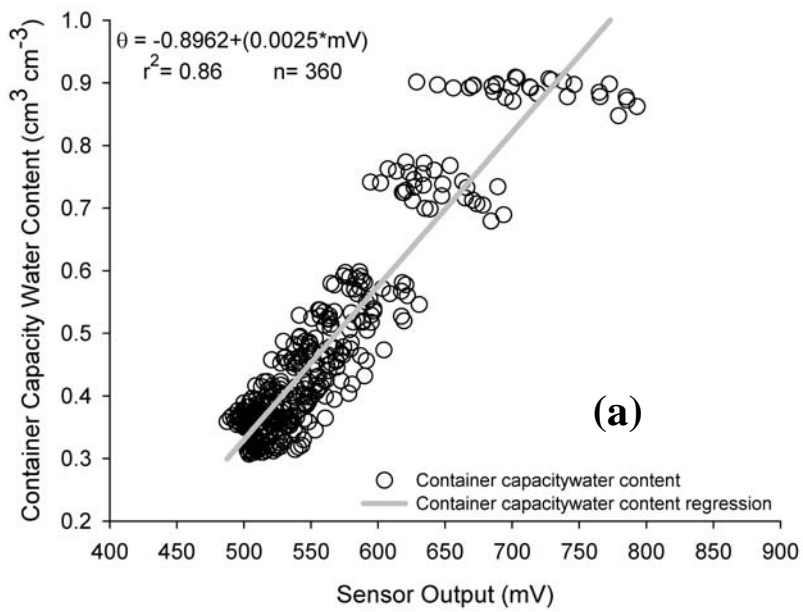 θ = -0.8962+(0.0025*mV)
r² = 0.86 n= 360
Container Capacity Water Content (cm³ cm⁻³)
1.0
0.9
0.8
0.7
0.6
0.5
0.4
0.3
0.2
(a)
Container capacitywater content
Container capacitywater content regression
400 450 500 550 600 650 700 750 800 850 900
Sensor Output (mV)